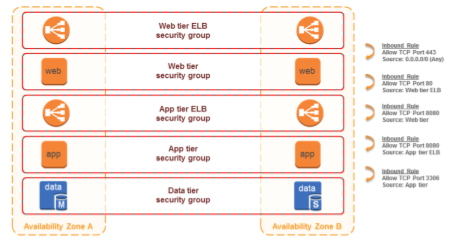 Web tier ELB
security group
web
Web tier
security group
web
App tier ELB
security group
app
App tier
security group
app
data
M
Data tier
security group
data
S
Availability Zone A
Availability Zone B
Inbound Rule
Allow TCP Port 443
Source: 0.0.0.0/0 (Any)
Inbound Rule
Allow TCP Port 80
Source: Web tier ELB
Inbound Rule
Allow TCP Port 8080
Source: Web tier
Inbound Rule
Allow TCP Port 8080
Source: App tier ELB
Inbound Rule
Allow TCP Port 3306
Source: App tier